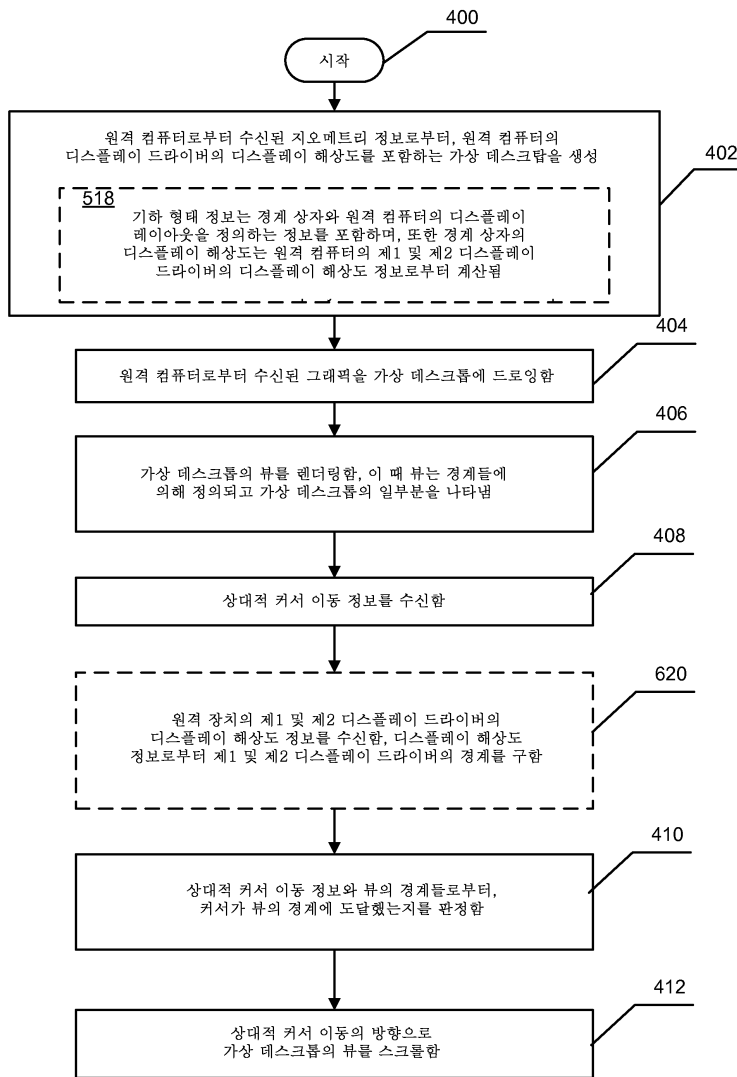 400
시작
원격 컴퓨터로부터 수신된 지오메트리 정보로부터, 원격 컴퓨터의
디스플레이 드라이버의 디스플레이 해상도를 포함하는 가상 데스크탑을 생성
402
518
기하 형태 정보는 경계 상자와 원격 컴퓨터의 디스플레이
레이아웃을 정의하는 정보를 포함하며, 또한 경계 상자의
디스플레이 해상도는 원격 컴퓨터의 제1 및 제2 디스플레이
드라이버의 디스플레이 해상도 정보로부터 계산됨
404
원격 컴퓨터로부터 수신된 그래픽을 가상 데스크톱에 드로잉함
406
가상 데스크톱의 뷰를 렌더링함, 이 때 뷰는 경계들에
의해 정의되고 가상 데스크톱의 일부분을 나타냄
408
상대적 커서 이동 정보를 수신함
620
원격 장치의 제1 및 제2 디스플레이 드라이버의
디스플레이 해상도 정보를 수신함, 디스플레이 해상도
정보로부터 제1 및 제2 디스플레이 드라이버의 경계를 구함
410
상대적 커서 이동 정보와 뷰의 경계들로부터,
커서가 뷰의 경계에 도달했는지를 판정함
412
상대적 커서 이동의 방향으로
가상 데스크톱의 뷰를 스크롤함